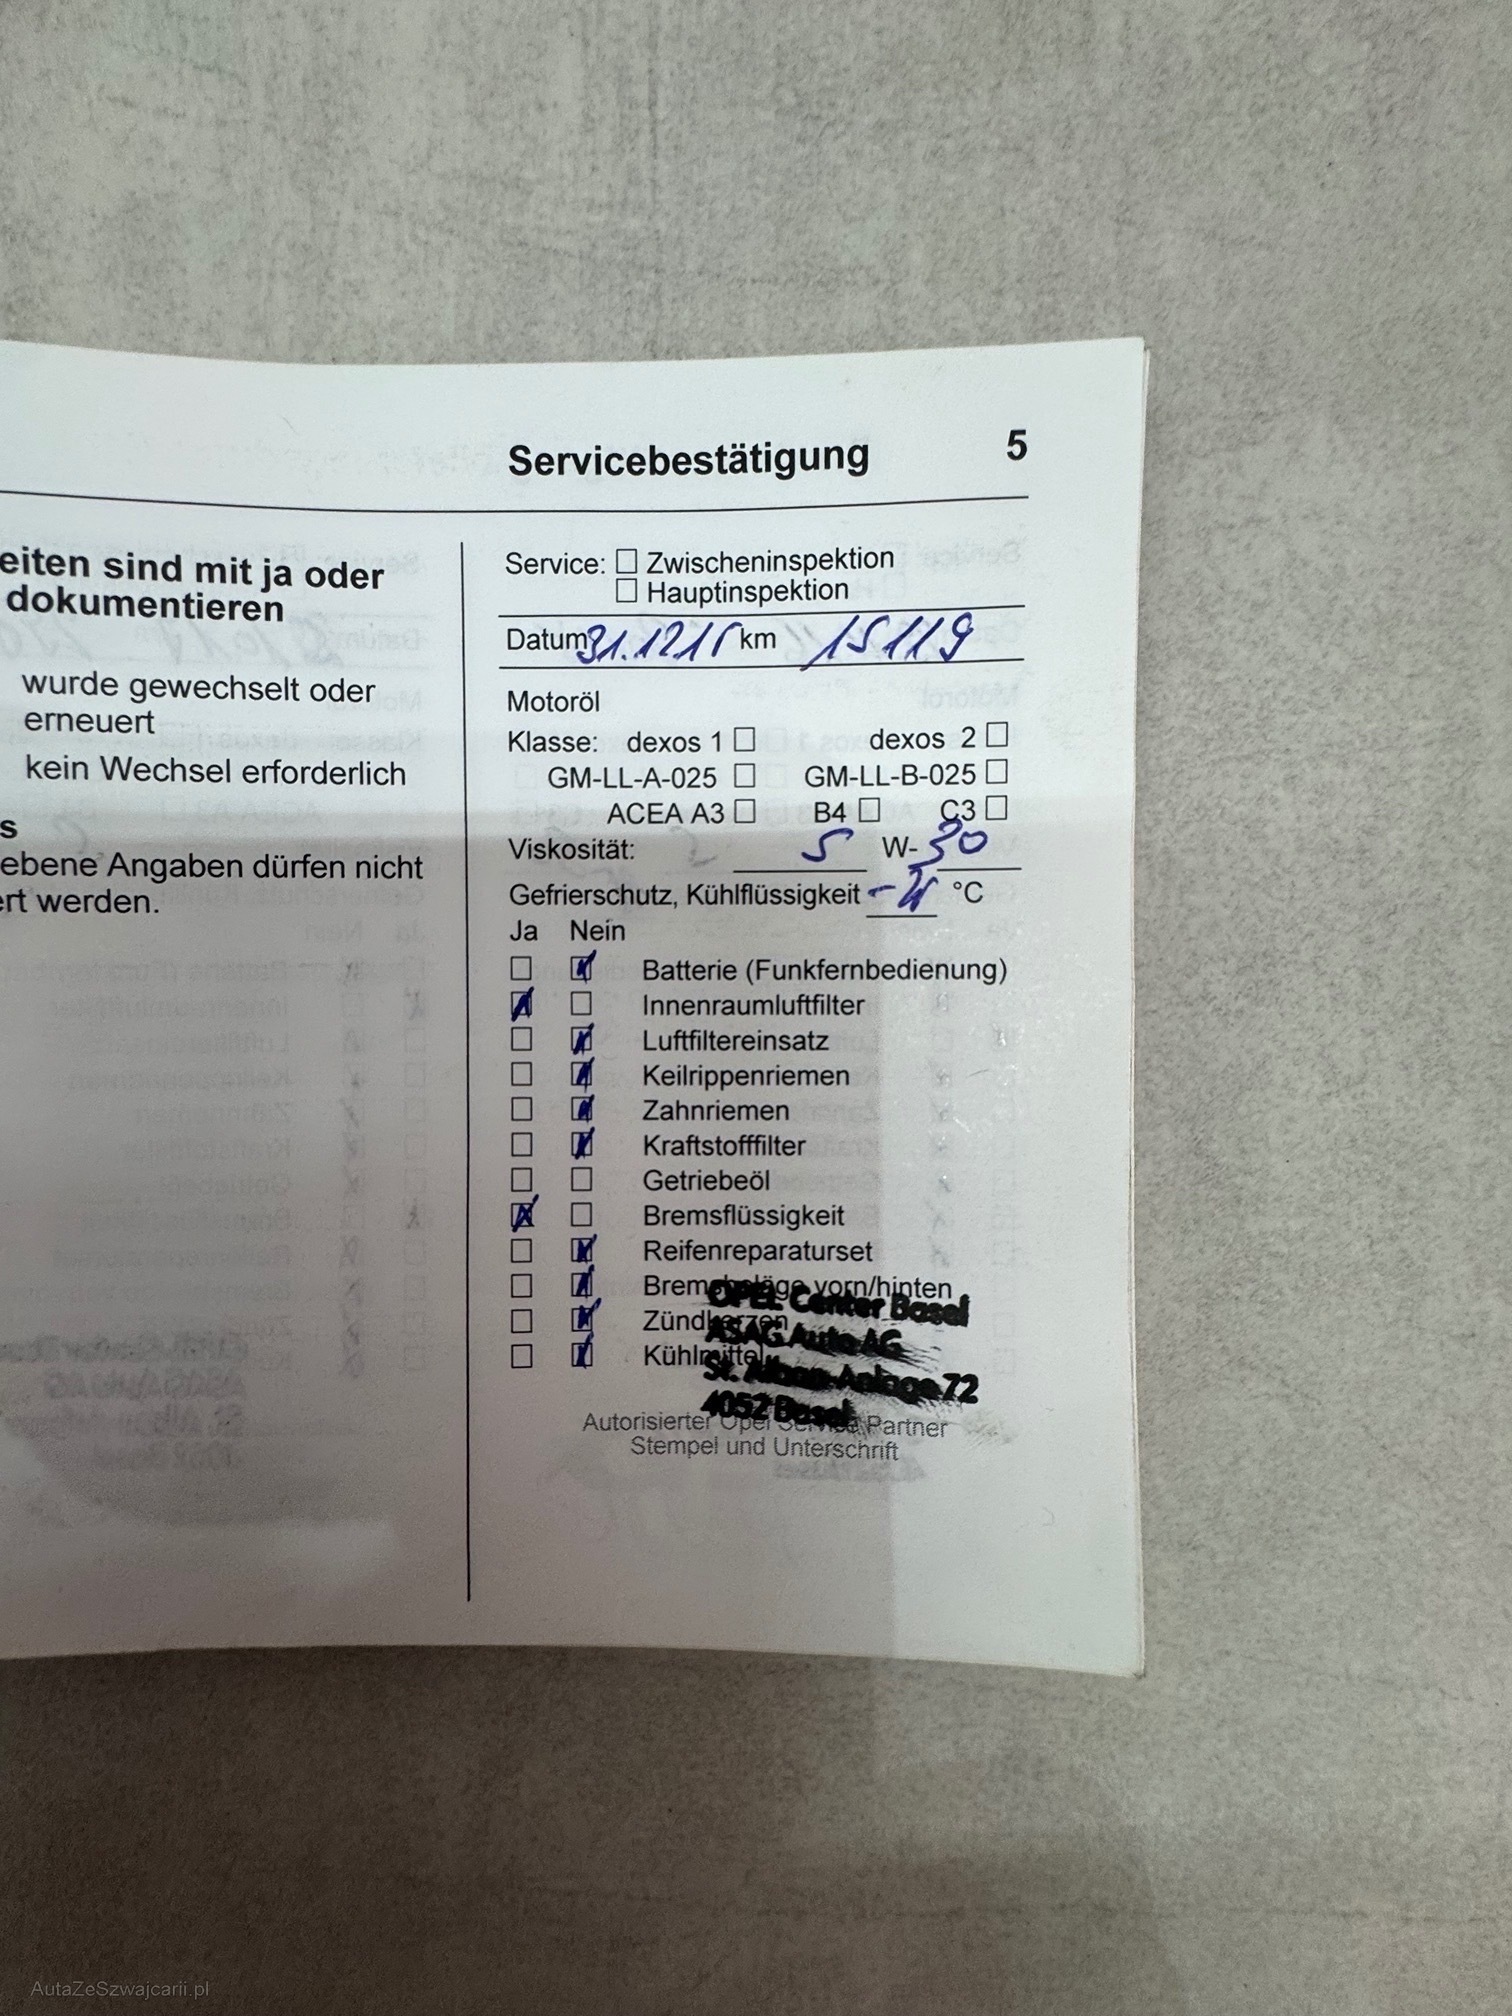 Servicebestätigung 5
eiten sind mit ja oder
dokumentieren
wurde gewechselt oder
erneuert
kein Wechsel erforderlich
s
ebene Angaben dürfen nicht
ert werden.
Service: Zwischeninspektion
Hauptinspektion
Datum 31.12.15 km 15119
Motoröl
Klasse: dexos 1 dexos 2
GM-LL-A-025 GM-LL-B-025
ACEA A3 B4 C3
Viskosität: 5 W-30
Gefrierschutz, Kühlflüssigkeit °C
Ja Nein
Batterie (Funkfernbedienung)
Innenraumluftfilter
Luftfiltereinsatz
Keilrippenriemen
Zahnriemen
Kraftstofffilter
Getriebeöl
Bremsflüssigkeit
Reifenreparaturset
Bremsbeläge vorn/hinten
Zündkerzen
Kühlmittel
OPEL Center Basel
ASAG Auto AG
St. Alban-Anlage 72
4052 Basel
Autorisierter Opel Service Partner
Stempel und Unterschrift
AutaZeSzwajcarii.pl